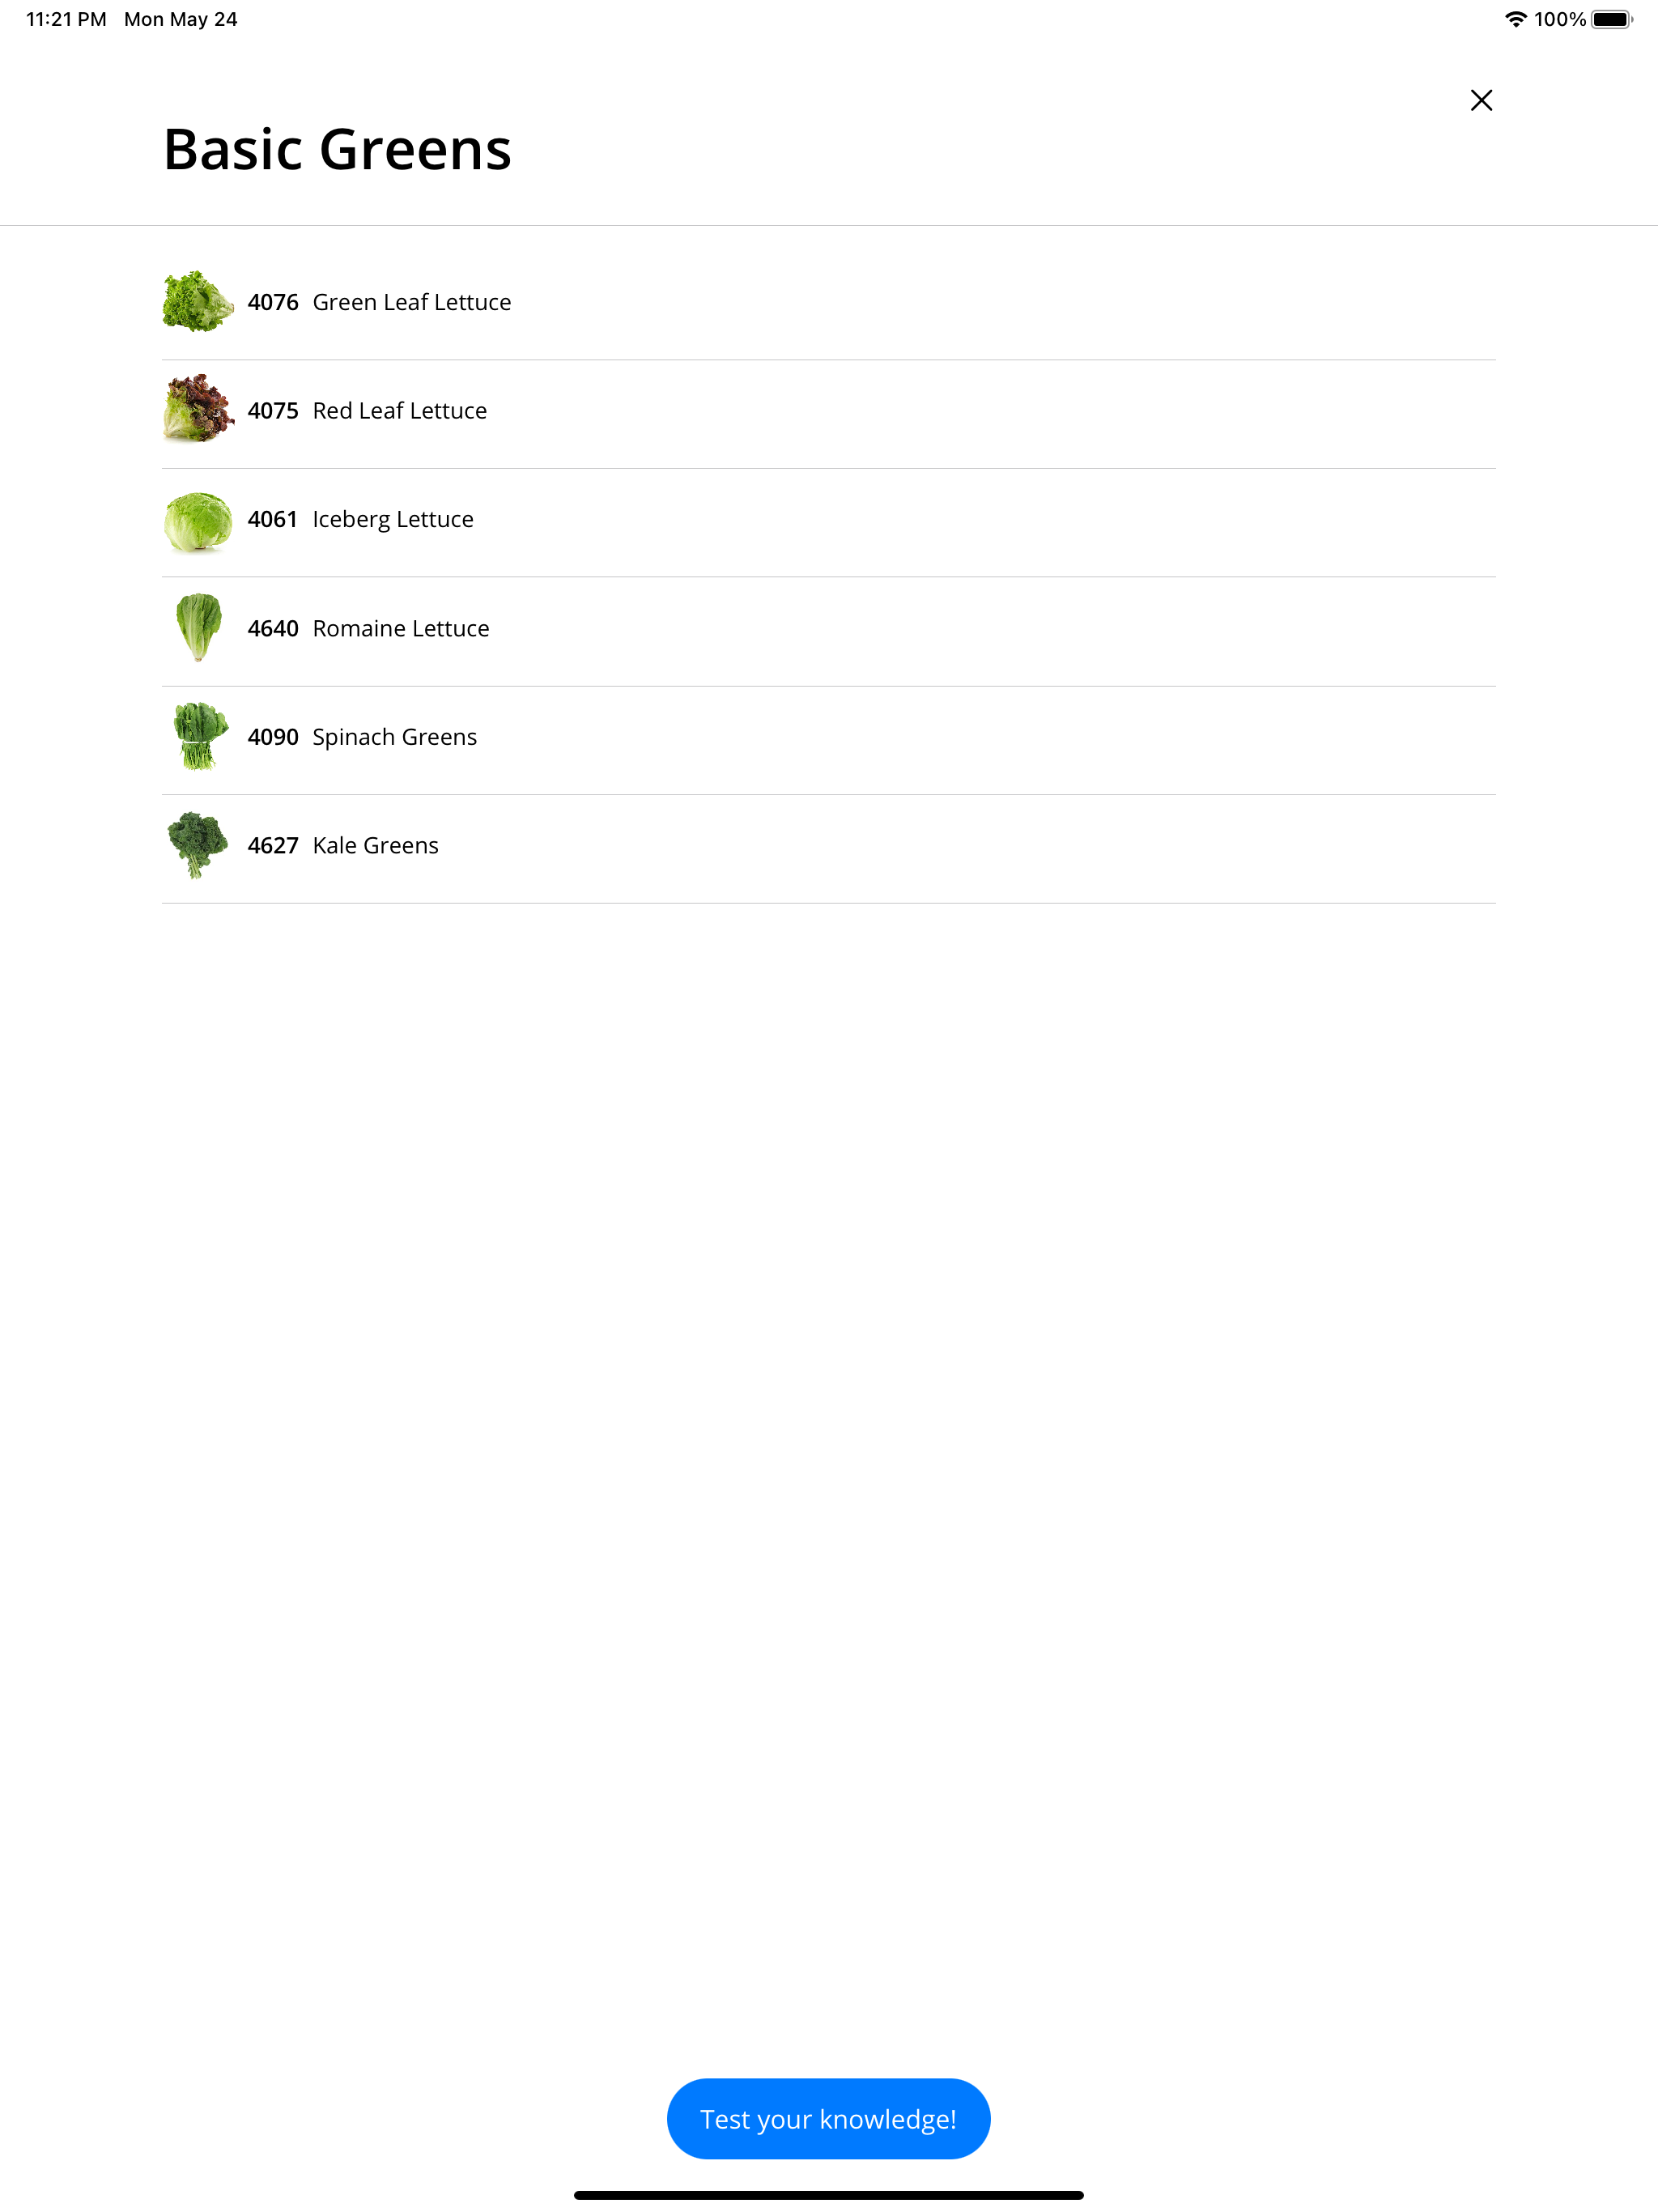 11:21 PM Mon May 24 100%
Basic Greens
4076 Green Leaf Lettuce
4075 Red Leaf Lettuce
4061 Iceberg Lettuce
4640 Romaine Lettuce
4090 Spinach Greens
4627 Kale Greens
Test your knowledge!